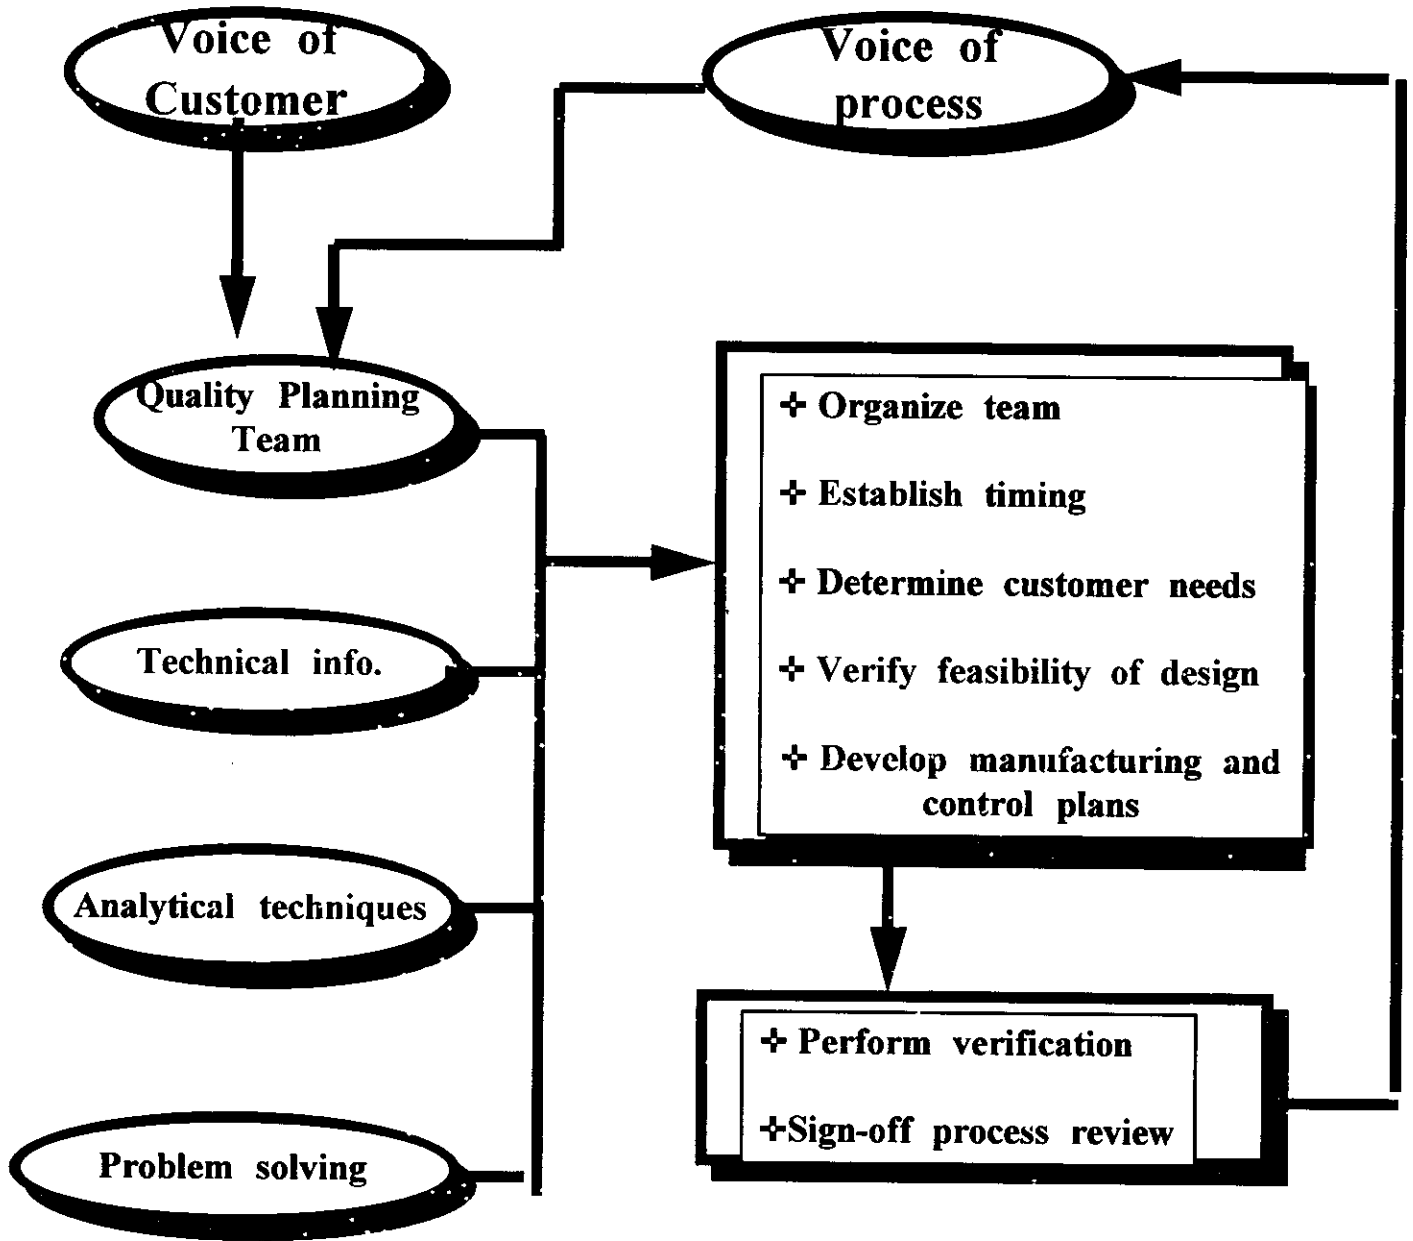 Voice of
Customer
Voice of
process
Quality Planning
Team
Technical info.
Analytical techniques
Problem solving
✣ Organize team
✣ Establish timing
✣ Determine customer needs
✣ Verify feasibility of design
✣ Develop manufacturing and
control plans
✣ Perform verification
✣Sign-off process review